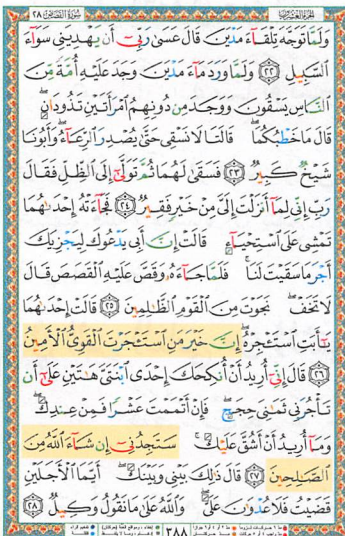 الجزء العشرون سورة القصص ٢٨
وَلَمَّا تَوَجَّهَ تِلْقَآءَ مَدْيَنَ قَالَ عَسَىٰ رَبِّىٓ أَن يَهْدِيَنِى سَوَآءَ
ٱلسَّبِيلِ ٢٢ وَلَمَّا وَرَدَ مَآءَ مَدْيَنَ وَجَدَ عَلَيْهِ أُمَّةً مِّنَ
ٱلنَّاسِ يَسْقُونَ وَوَجَدَ مِن دُونِهِمُ ٱمْرَأَتَيْنِ تَذُودَانِ ۖ
قَالَ مَا خَطْبُكُمَا ۖ قَالَتَا لَا نَسْقِى حَتَّىٰ يُصْدِرَ ٱلرِّعَآءُ ۖ وَأَبُونَا
شَيْخٌ كَبِيرٌ ٢٣ فَسَقَىٰ لَهُمَا ثُمَّ تَوَلَّىٰٓ إِلَى ٱلظِّلِّ فَقَالَ
رَبِّ إِنِّى لِمَآ أَنزَلْتَ إِلَىَّ مِنْ خَيْرٍ فَقِيرٌ ٢٤ فَجَآءَتْهُ إِحْدَىٰهُمَا
تَمْشِى عَلَى ٱسْتِحْيَآءٍ قَالَتْ إِنَّ أَبِى يَدْعُوكَ لِيَجْزِيَكَ
أَجْرَ مَا سَقَيْتَ لَنَا ۚ فَلَمَّا جَآءَهُۥ وَقَصَّ عَلَيْهِ ٱلْقَصَصَ قَالَ
لَا تَخَفْ ۖ نَجَوْتَ مِنَ ٱلْقَوْمِ ٱلظَّٰلِمِينَ ٢٥ قَالَتْ إِحْدَىٰهُمَا
يَٰٓأَبَتِ ٱسْتَـْٔجِرْهُ ۖ إِنَّ خَيْرَ مَنِ ٱسْتَـْٔجَرْتَ ٱلْقَوِىُّ ٱلْأَمِينُ
٢٦ قَالَ إِنِّىٓ أُرِيدُ أَنْ أُنكِحَكَ إِحْدَى ٱبْنَتَىَّ هَٰتَيْنِ عَلَىٰٓ أَن
تَأْجُرَنِى ثَمَٰنِىَ حِجَجٍ ۖ فَإِنْ أَتْمَمْتَ عَشْرًا فَمِنْ عِندِكَ ۖ
وَمَآ أُرِيدُ أَنْ أَشُقَّ عَلَيْكَ ۚ سَتَجِدُنِىٓ إِن شَآءَ ٱللَّهُ مِنَ
ٱلصَّٰلِحِينَ ٢٧ قَالَ ذَٰلِكَ بَيْنِى وَبَيْنَكَ ۖ أَيَّمَا ٱلْأَجَلَيْنِ
قَضَيْتُ فَلَا عُدْوَٰنَ عَلَىَّ ۖ وَٱللَّهُ عَلَىٰ مَا نَقُولُ وَكِيلٌ ٢٨
٣٨٨